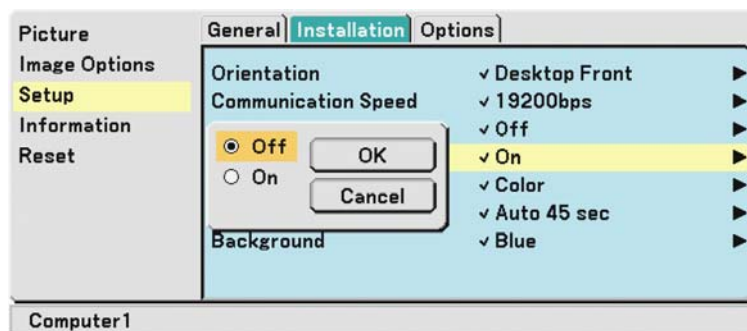 Picture
Image Options
Setup
Information
Reset
General Installation Options
Orientation ✓ Desktop Front
Communication Speed ✓ 19200bps
✓ Off
✓ On
✓ Color
✓ Auto 45 sec
Background ✓ Blue
Off
On
OK
Cancel
Computer1